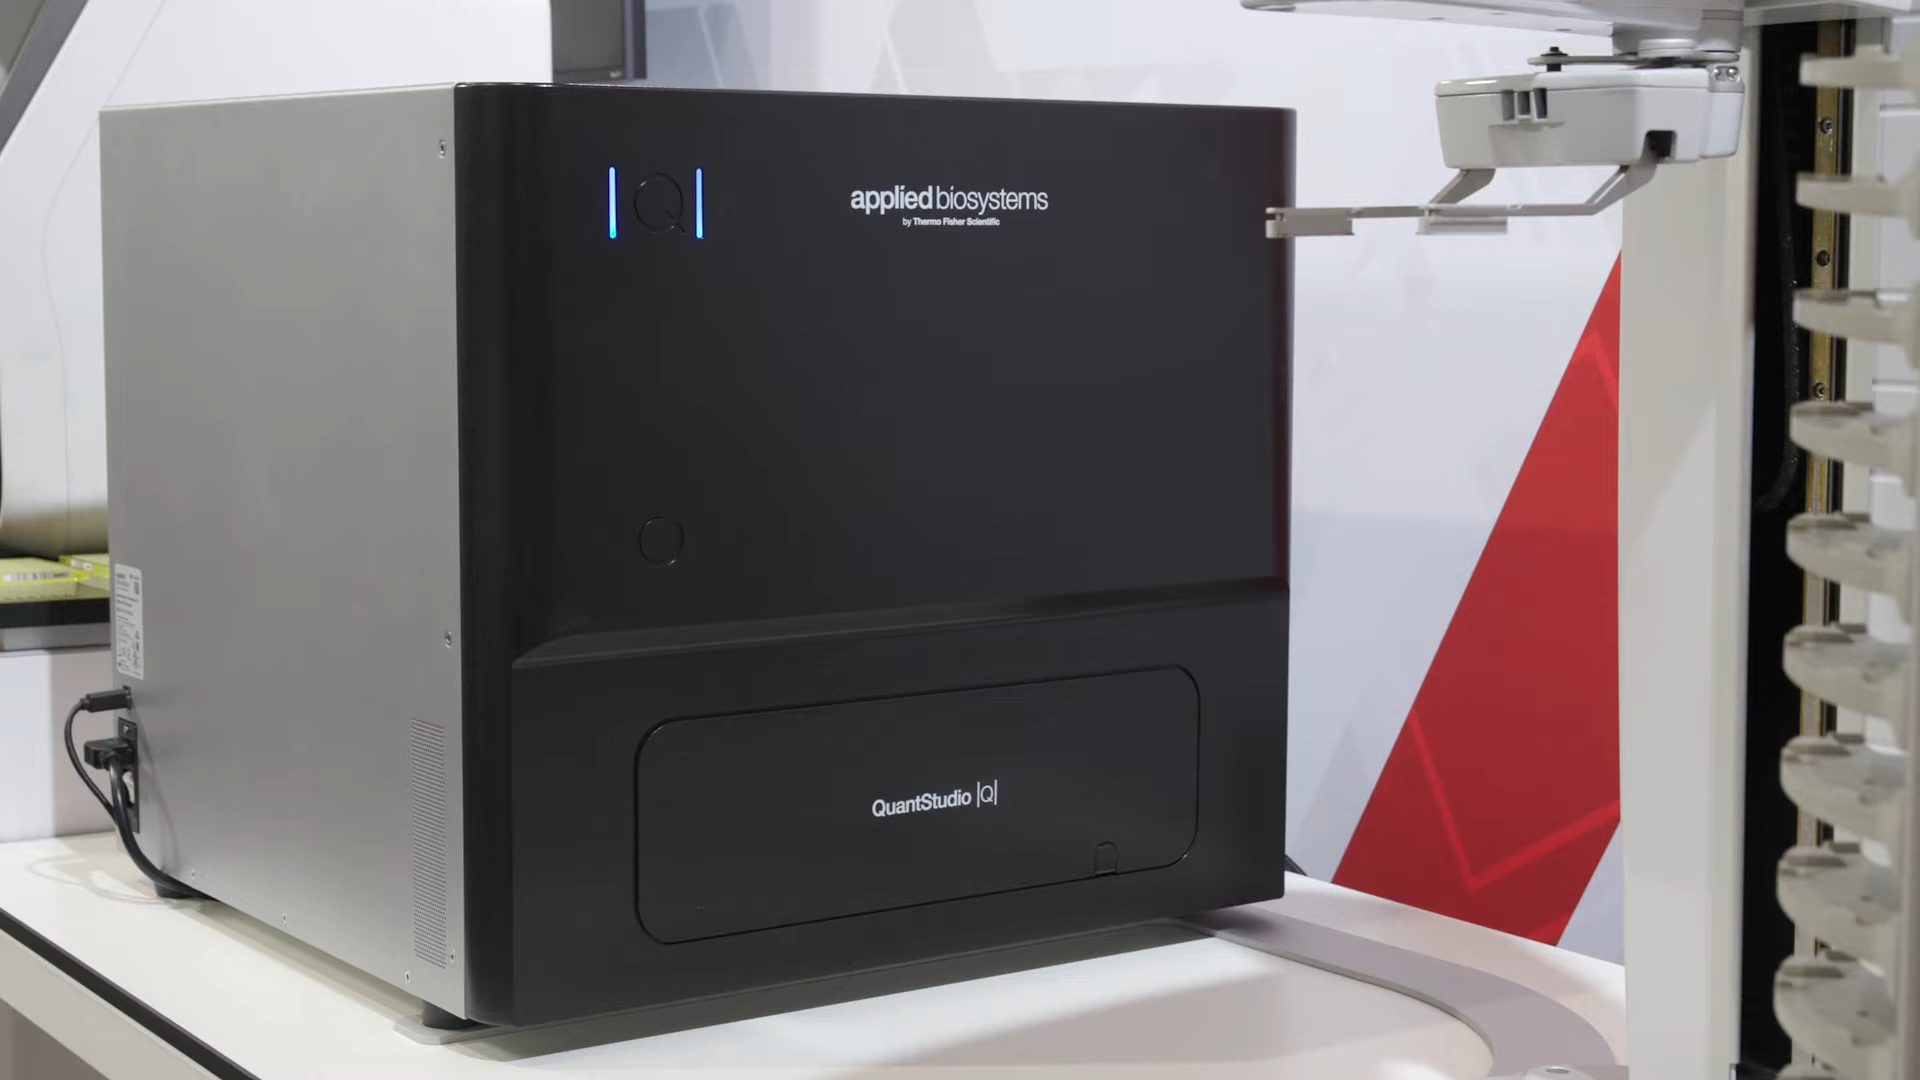 |Q|
applied biosystems
by Thermo Fisher Scientific
QuantStudio |Q|